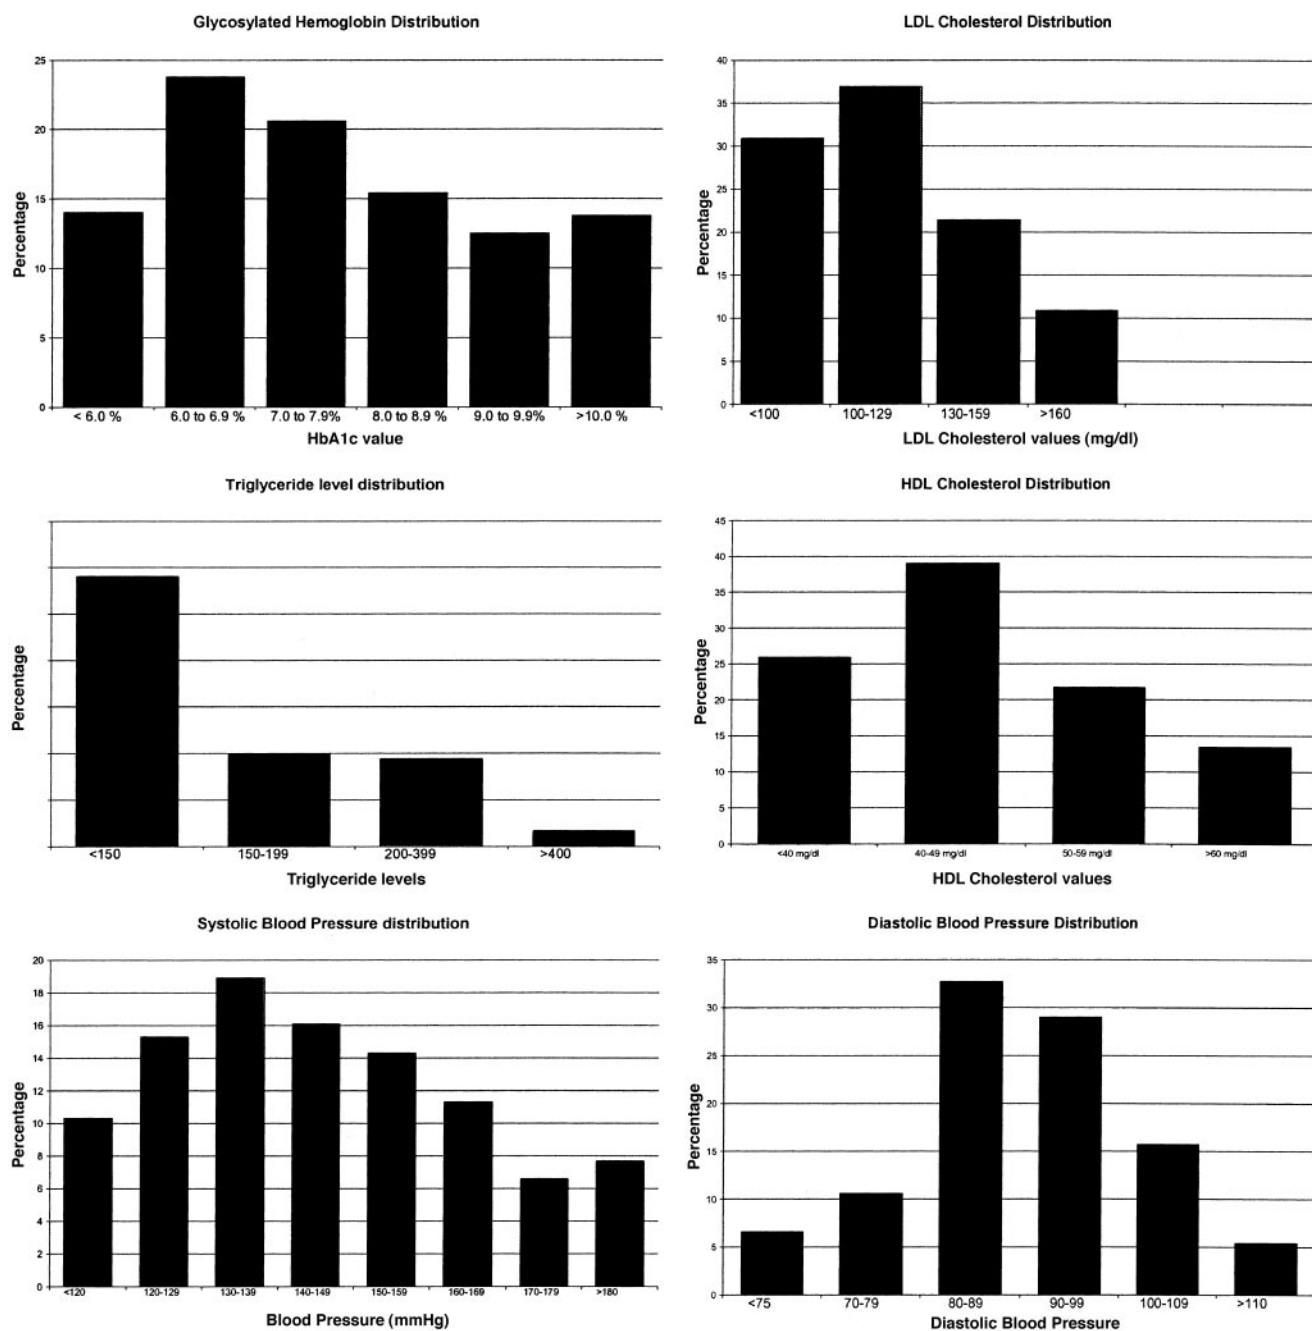 Glycosylated Hemoglobin Distribution
25
20
15
10
5
0
Percentage
< 6.0 %
6.0 to 6.9 %
7.0 to 7.9%
8.0 to 8.9 %
9.0 to 9.9%
>10.0 %
HbA1c value
LDL Cholesterol Distribution
40
35
30
25
20
15
10
5
0
Percentage
<100
100-129
130-159
>160
LDL Cholesterol values (mg/dl)
Triglyceride level distribution
Percentage
<150
150-199
200-399
>400
Triglyceride levels
HDL Cholesterol Distribution
45
40
35
30
25
20
15
10
5
0
Percentage
<40 mg/dl
40-49 mg/dl
50-59 mg/dl
>60 mg/dl
HDL Cholesterol values
Systolic Blood Pressure distribution
20
18
16
14
12
10
8
6
4
2
0
Percentage
<120
120-129
130-139
140-149
150-159
160-169
170-179
>180
Blood Pressure (mmHg)
Diastolic Blood Pressure Distribution
35
30
25
20
15
10
5
0
Percentage
<75
70-79
80-89
90-99
100-109
>110
Diastolic Blood Pressure